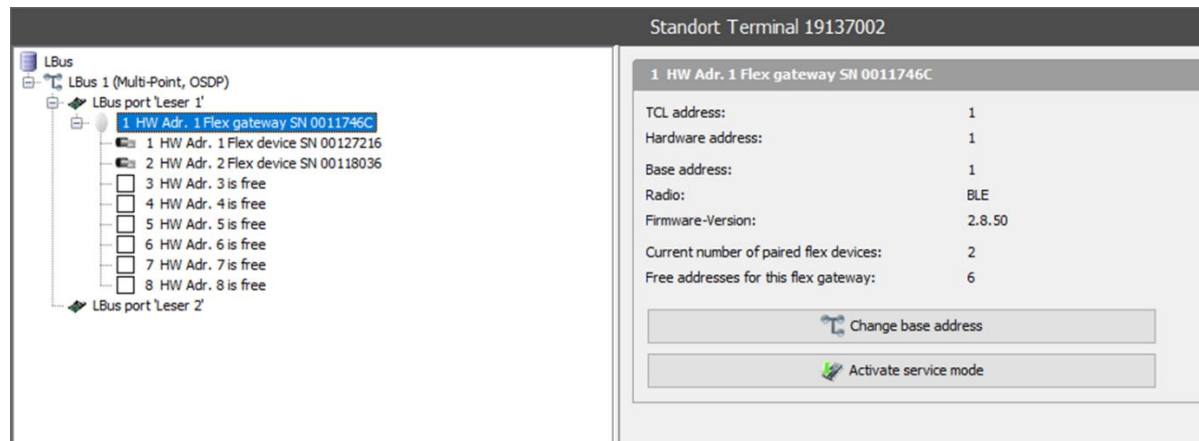 Standort Terminal 19137002
LBus
LBus 1 (Multi-Point, OSDP)
LBus port 'Leser 1'
1 HW Adr. 1 Flex gateway SN 0011746C
1 HW Adr. 1 Flex device SN 00127216
2 HW Adr. 2 Flex device SN 00118036
3 HW Adr. 3 is free
4 HW Adr. 4 is free
5 HW Adr. 5 is free
6 HW Adr. 6 is free
7 HW Adr. 7 is free
8 HW Adr. 8 is free
LBus port 'Leser 2'
1 HW Adr. 1 Flex gateway SN 0011746C
TCL address: 1
Hardware address: 1
Base address: 1
Radio: BLE
Firmware-Version: 2.8.50
Current number of paired flex devices: 2
Free addresses for this flex gateway: 6
Change base address
Activate service mode